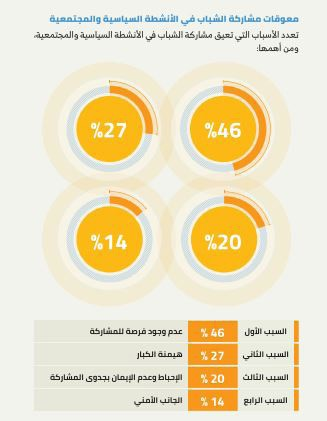 معوقات مشاركة الشباب في الأنشطة السياسية والمجتمعية
تعدد الأسباب التي تعيق مشاركة الشباب في الأنشطة السياسية والمجتمعية،
ومن أهمها:
%46
%27
%20
%14
السبب الأول 46 % عدم وجود فرصة للمشاركة
السبب الثاني 27 % هيمنة الكبار
السبب الثالث 20 % الإحباط وعدم الإيمان بجدوى المشاركة
السبب الرابع 14 % الجانب الأمني